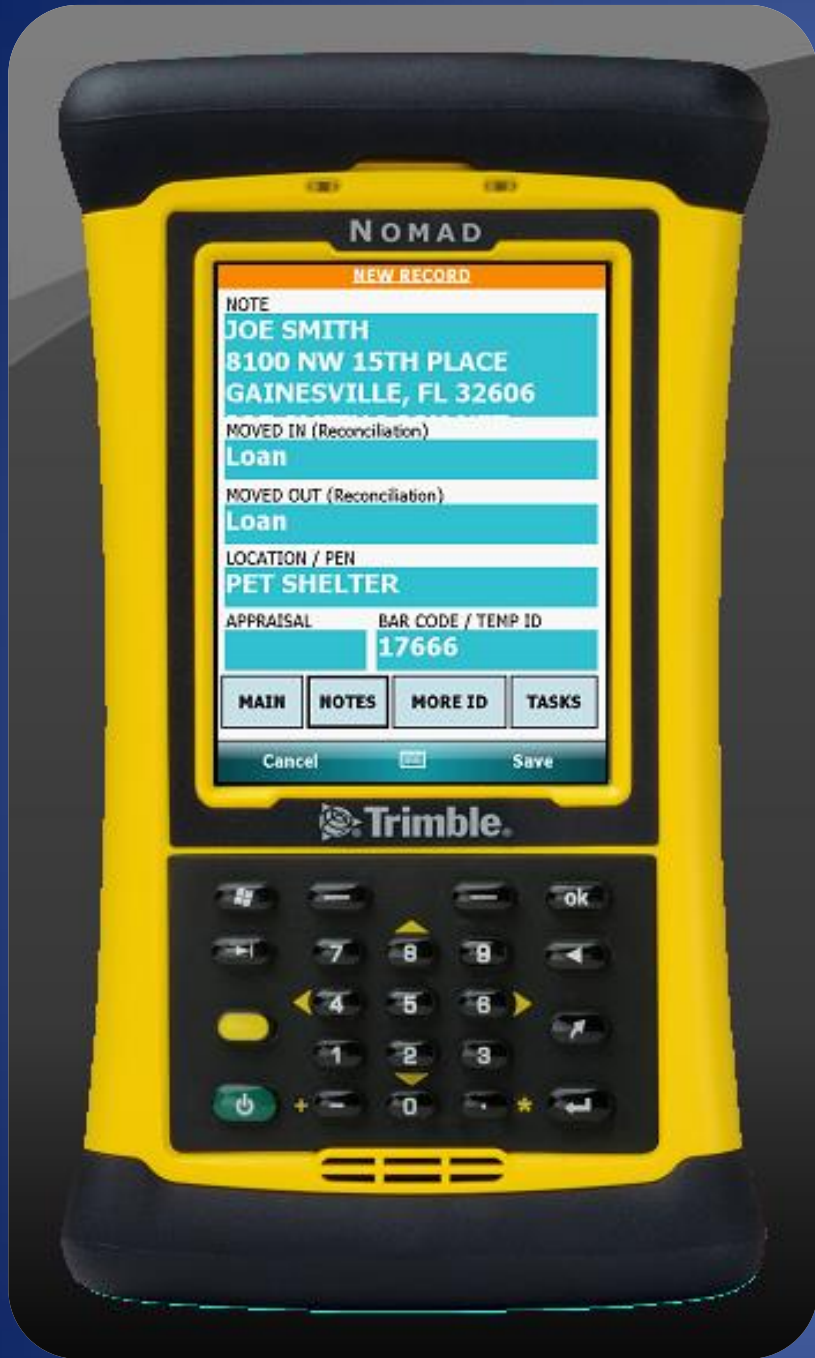 NOMAD
NEW RECORD
NOTE
JOE SMITH
8100 NW 15TH PLACE
GAINESVILLE, FL 32606
MOVED IN (Reconciliation)
Loan
MOVED OUT (Reconciliation)
Loan
LOCATION / PEN
PET SHELTER
APPRAISAL BAR CODE / TEMP ID
17666
MAIN NOTES MORE ID TASKS
Cancel Save
Trimble.
ok
7 8 9
4 5 6
1 2 3
+ - 0 . *